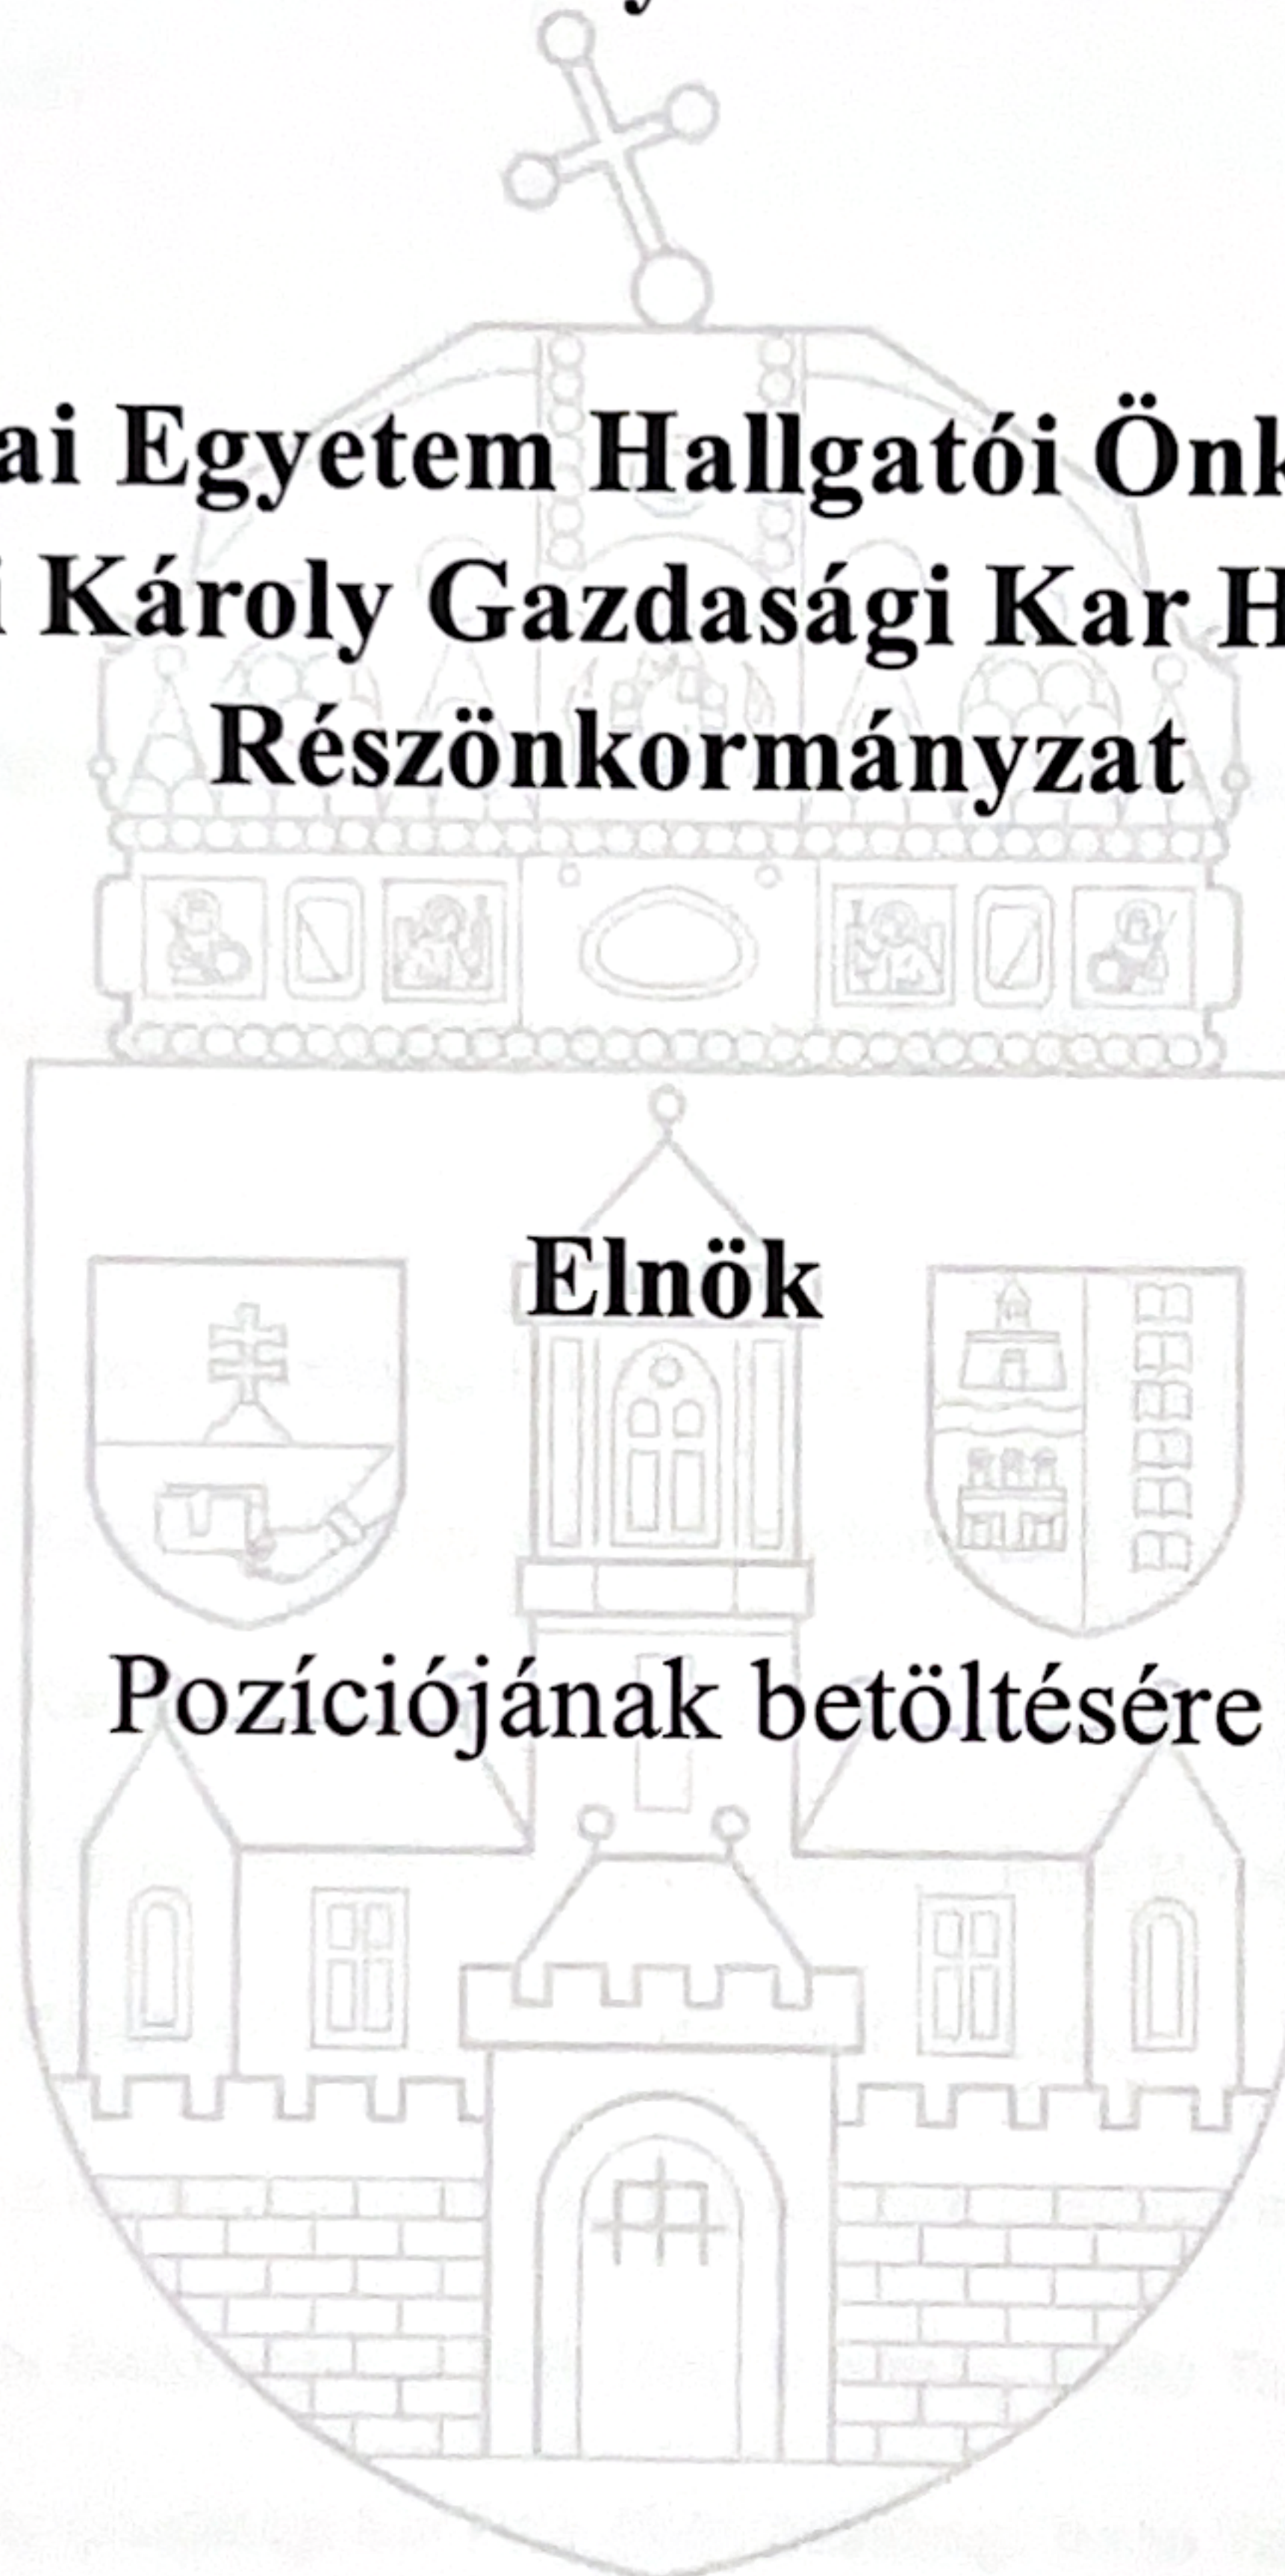 ai Egyetem Hallgatói Önk
i Károly Gazdasági Kar H
Részönkormányzat
Elnök
Pozíciójának betöltésére